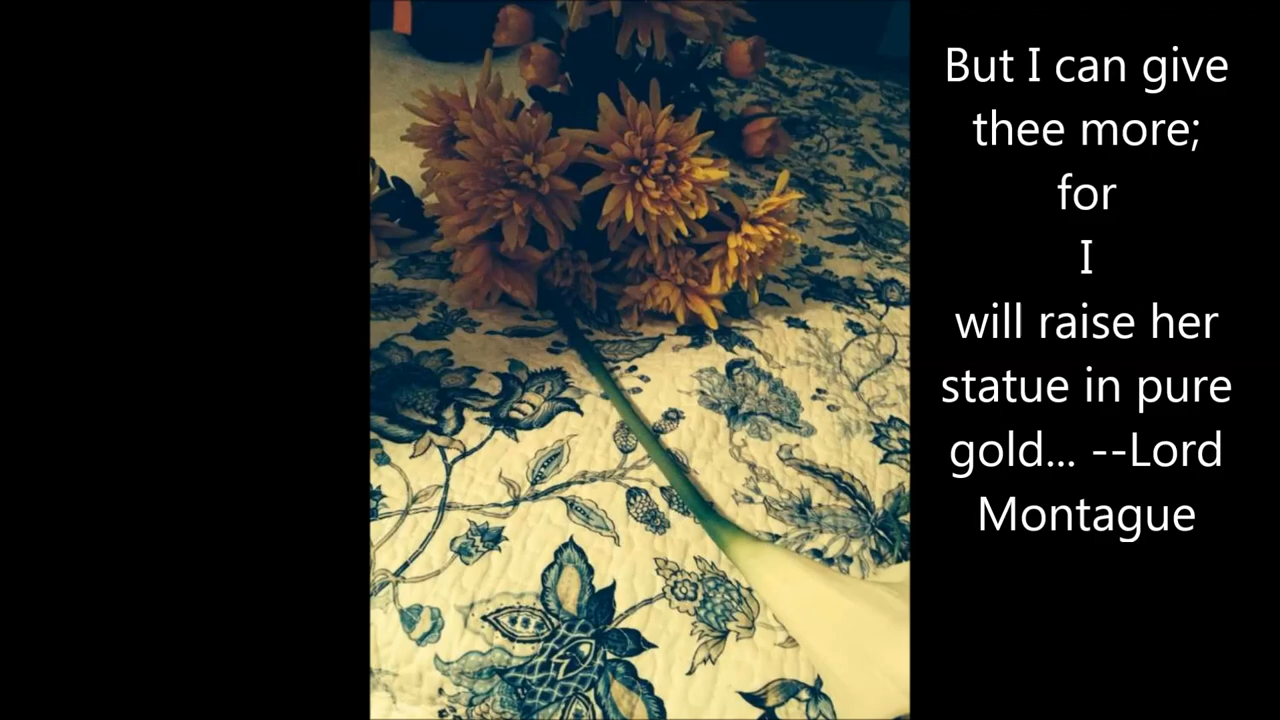 But I can give
thee more;
for
I
will raise her
statue in pure
gold... --Lord
Montague